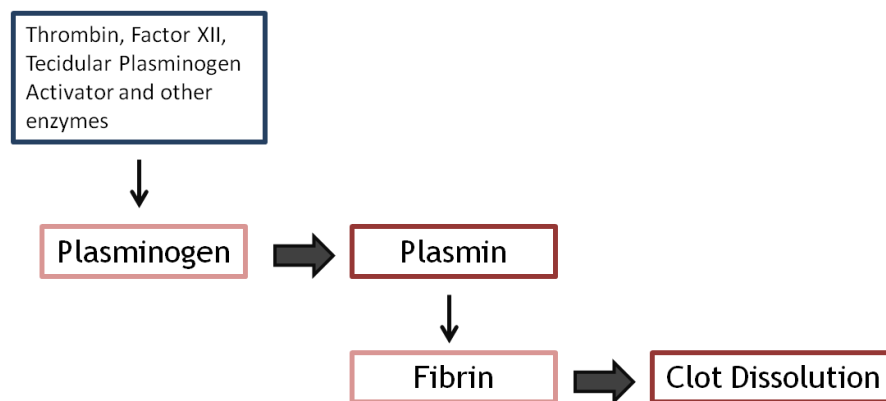 Thrombin, Factor XII,
Tecidular Plasminogen
Activator and other
enzymes
Plasminogen
Plasmin
Fibrin
Clot Dissolution